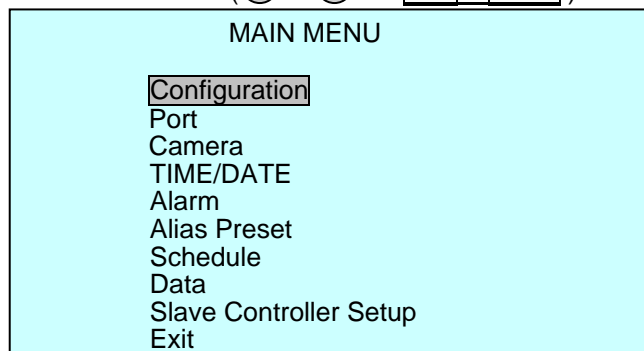 MAIN MENU
Configuration
Port
Camera
TIME/DATE
Alarm
Alias Preset
Schedule
Data
Slave Controller Setup
Exit